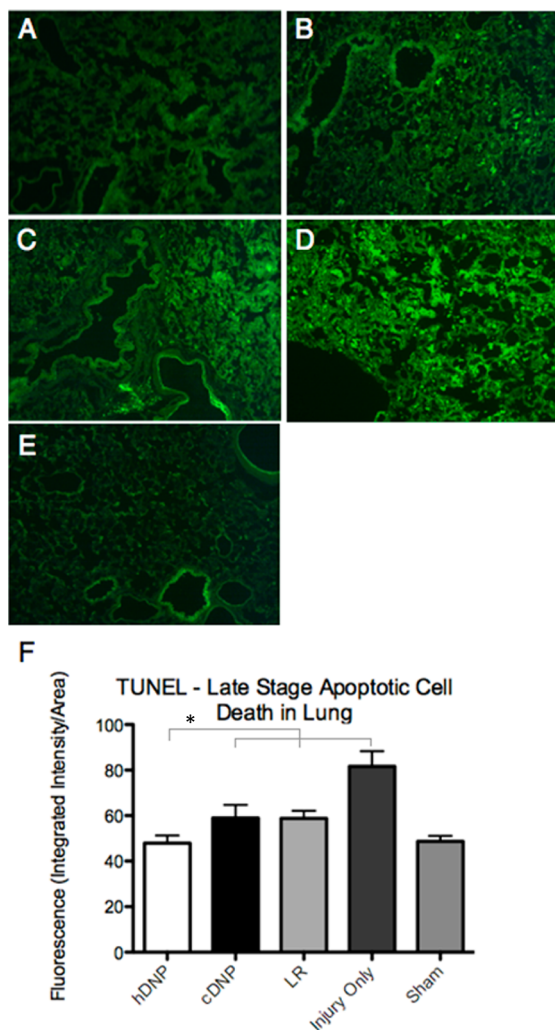 A
B
C
D
E
F
TUNEL - Late Stage Apoptotic Cell
Death in Lung
Fluorescence (Integrated Intensity/Area)
100
80
60
40
20
0
*
hDNP
cDNP
LR
Injury Only
Sham